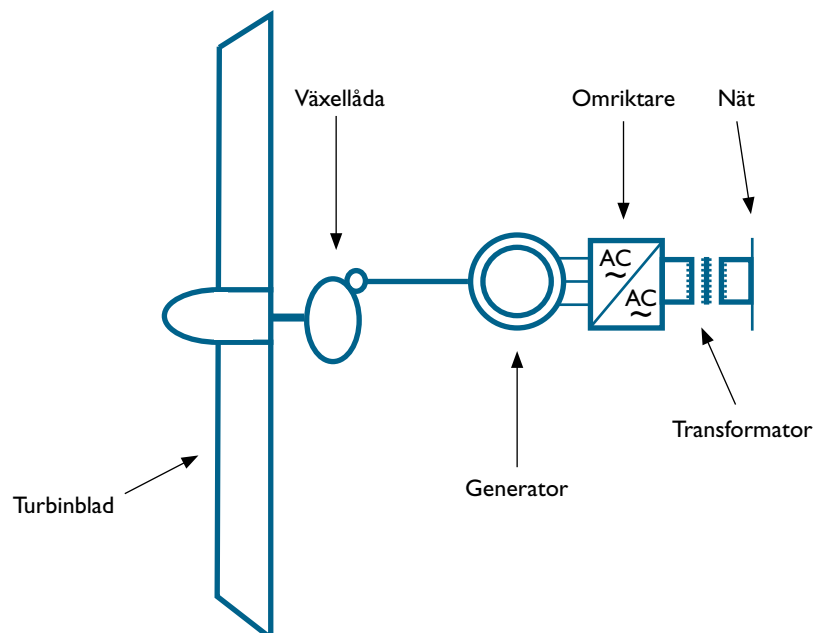 Växellåda
Omriktare
Nät
AC
~
AC
~
Transformator
Generator
Turbinblad